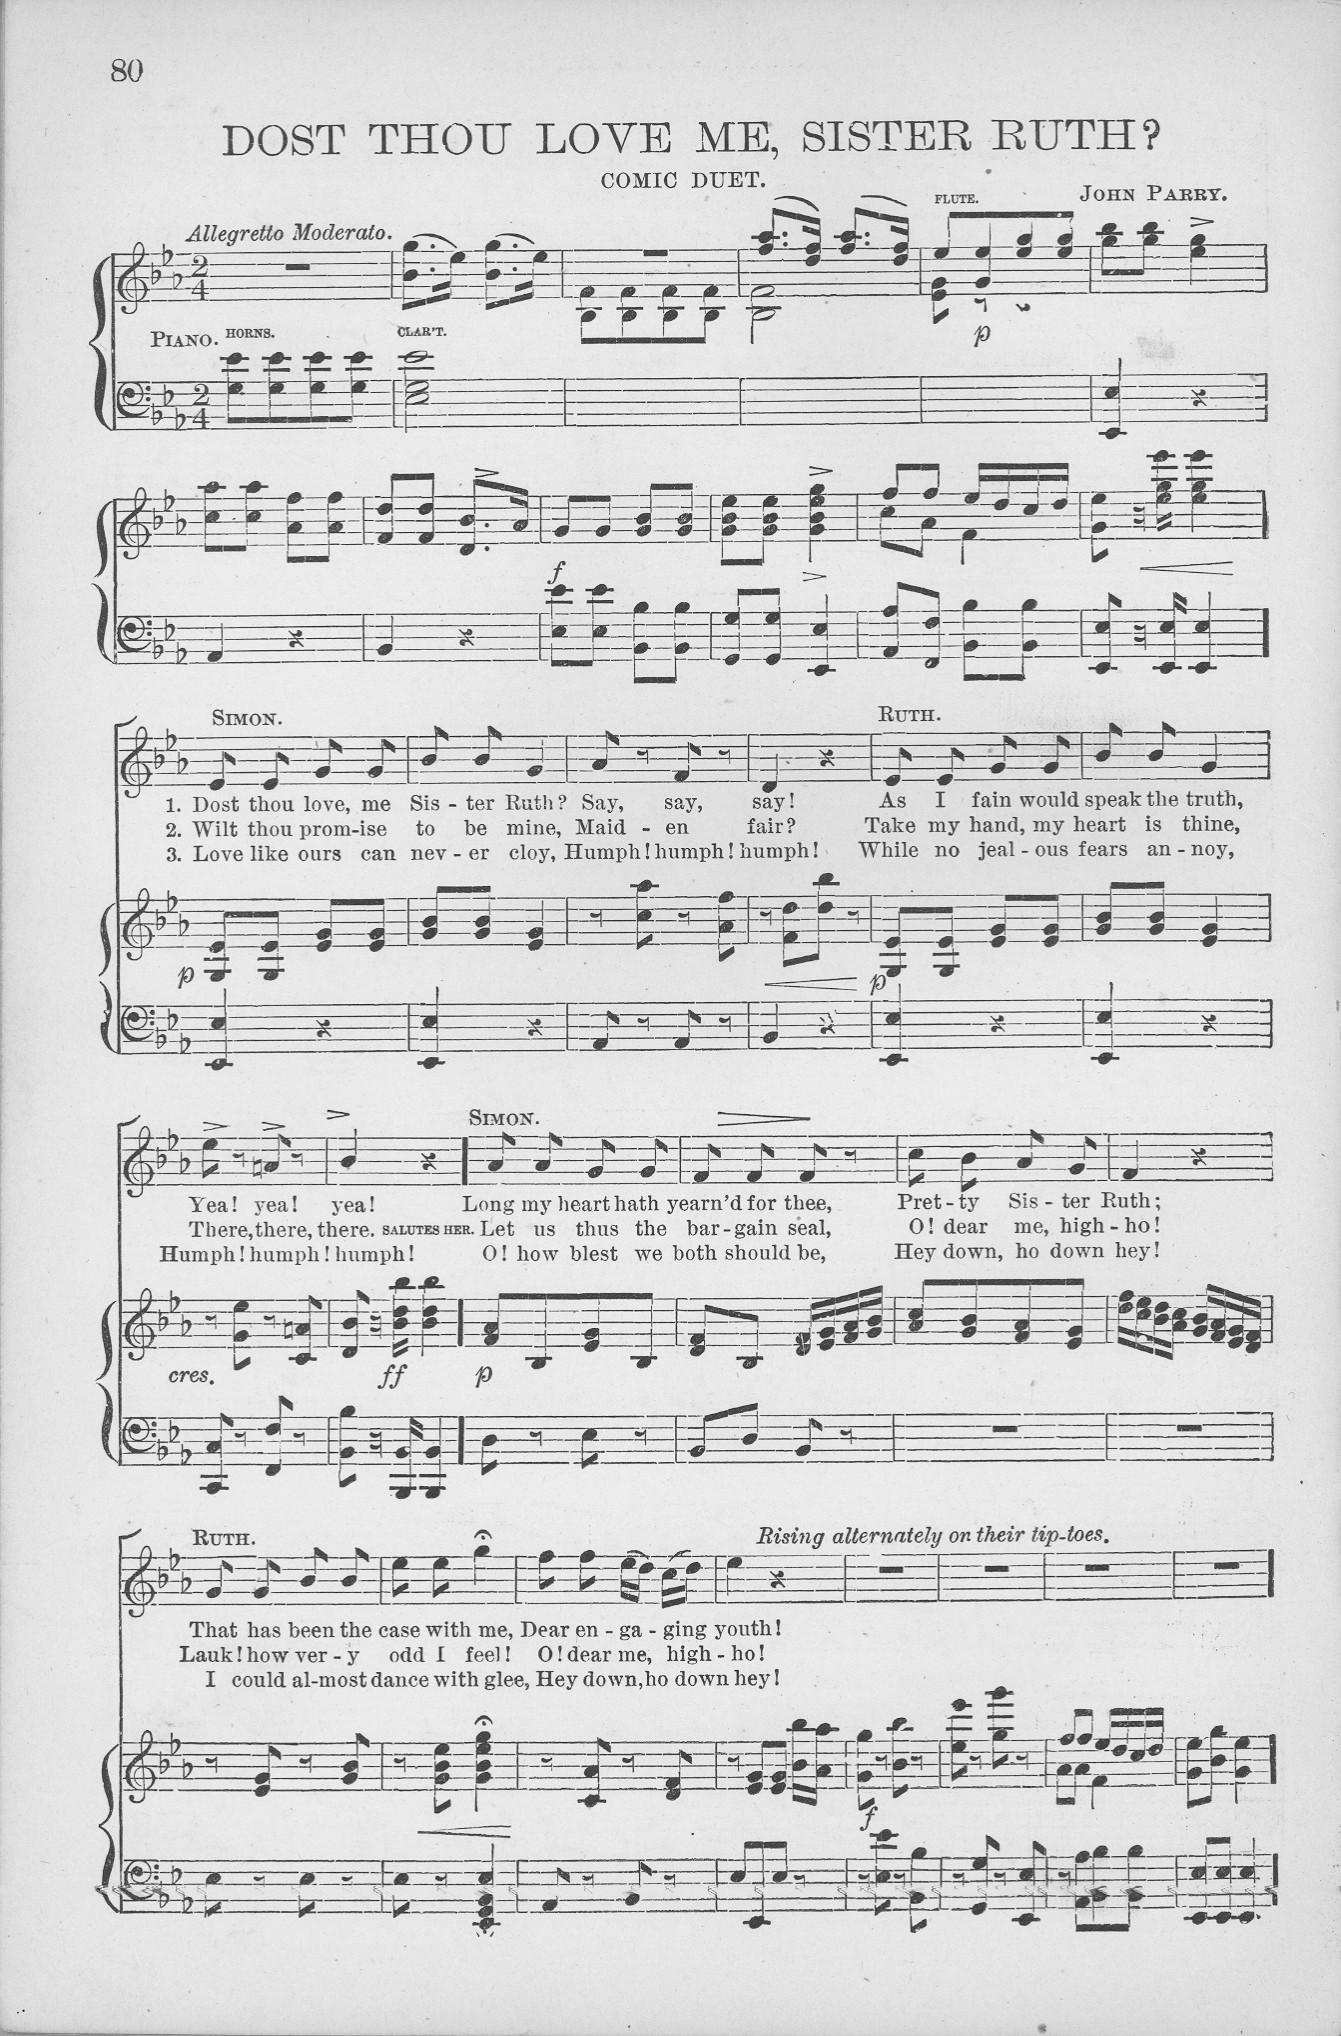 80
DOST THOU LOVE ME, SISTER RUTH?
COMIC DUET.
JOHN PARRY.
Allegretto Moderato.
FLUTE.
PIANO. HORNS. CLAR'T.
p
f
SIMON. RUTH.
1. Dost thou love, me Sis - ter Ruth? Say, say, say! As I fain would speak the truth,
2. Wilt thou prom-ise to be mine, Maid - en fair? Take my hand, my heart is thine,
3. Love like ours can nev - er cloy, Humph! humph! humph! While no jeal - ous fears an - noy,
p p
SIMON.
Yea! yea! yea! Long my heart hath yearn'd for thee, Pret - ty Sis - ter Ruth;
There, there, there. SALUTES HER. Let us thus the bar - gain seal, O! dear me, high - ho!
Humph! humph! humph! O! how blest we both should be, Hey down, ho down hey!
cres. ff p
RUTH. Rising alternately on their tip-toes.
That has been the case with me, Dear en - ga - ging youth!
Lauk! how ver - y odd I feel! O! dear me, high - ho!
I could al-most dance with glee, Hey down, ho down hey!
f